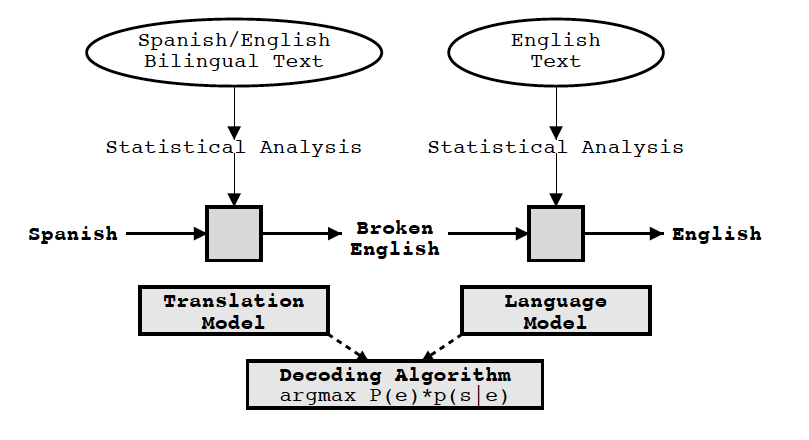 Spanish/English
Bilingual Text
English
Text
Statistical Analysis
Statistical Analysis
Spanish
Broken
English
English
Translation
Model
Language
Model
Decoding Algorithm
argmax P(e)*p(s|e)